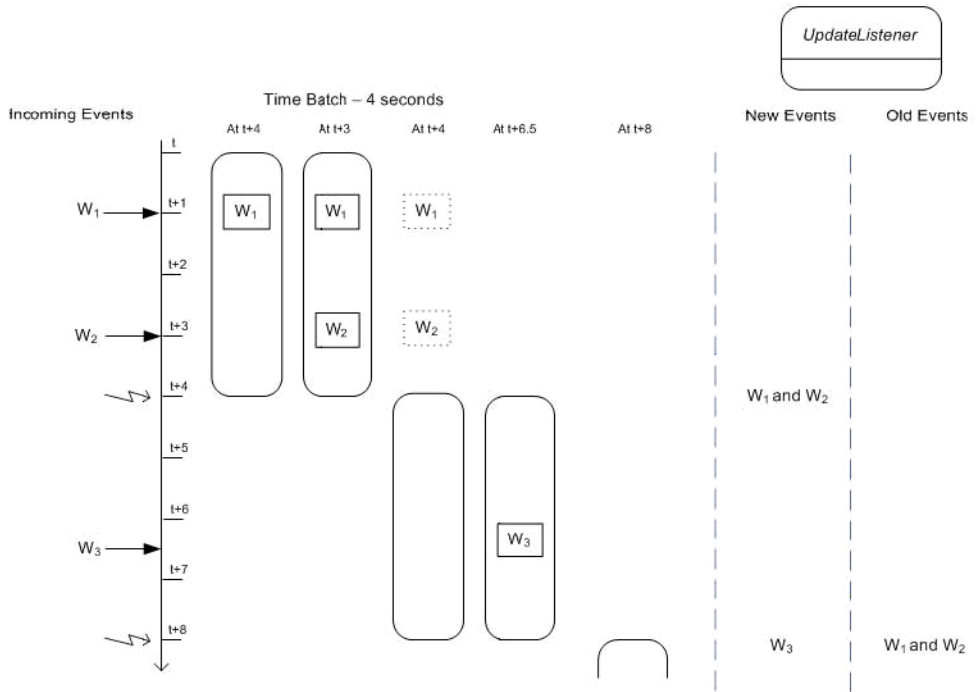 UpdateListener
Time Batch – 4 seconds
Incoming Events
New Events
Old Events
At t+4
At t+3
At t+4
At t+6.5
At t+8
t
W₁
t+1
W₁
W₁
W₁
t+2
W₂
t+3
W₂
W₂
t+4
W₁ and W₂
t+5
t+6
W₃
W₃
t+7
t+8
W₃
W₁ and W₂